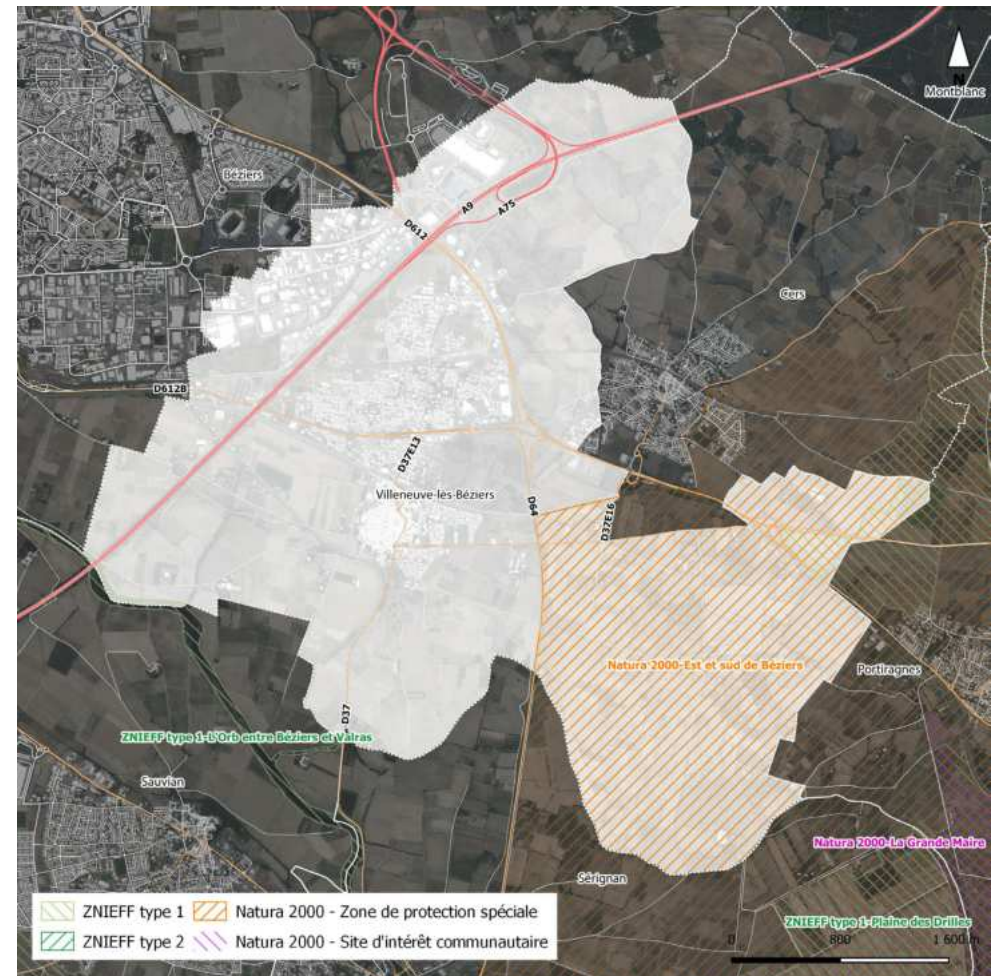 N
Montblanc
Béziers
A9
A75
D612
Cers
D612B
D37E13
Villeneuve-lès-Béziers
D64
D37E16
Natura 2000-Est et sud de Béziers
Portiragnes
D37
ZNIEFF type 1-L'Orb entre Béziers et Valras
Sauvian
Natura 2000-La Grande Maire
Sérignan
ZNIEFF type 1-Plaine des Drilles
0 800 1 600 m
ZNIEFF type 1
Natura 2000 - Zone de protection spéciale
ZNIEFF type 2
Natura 2000 - Site d'intérêt communautaire